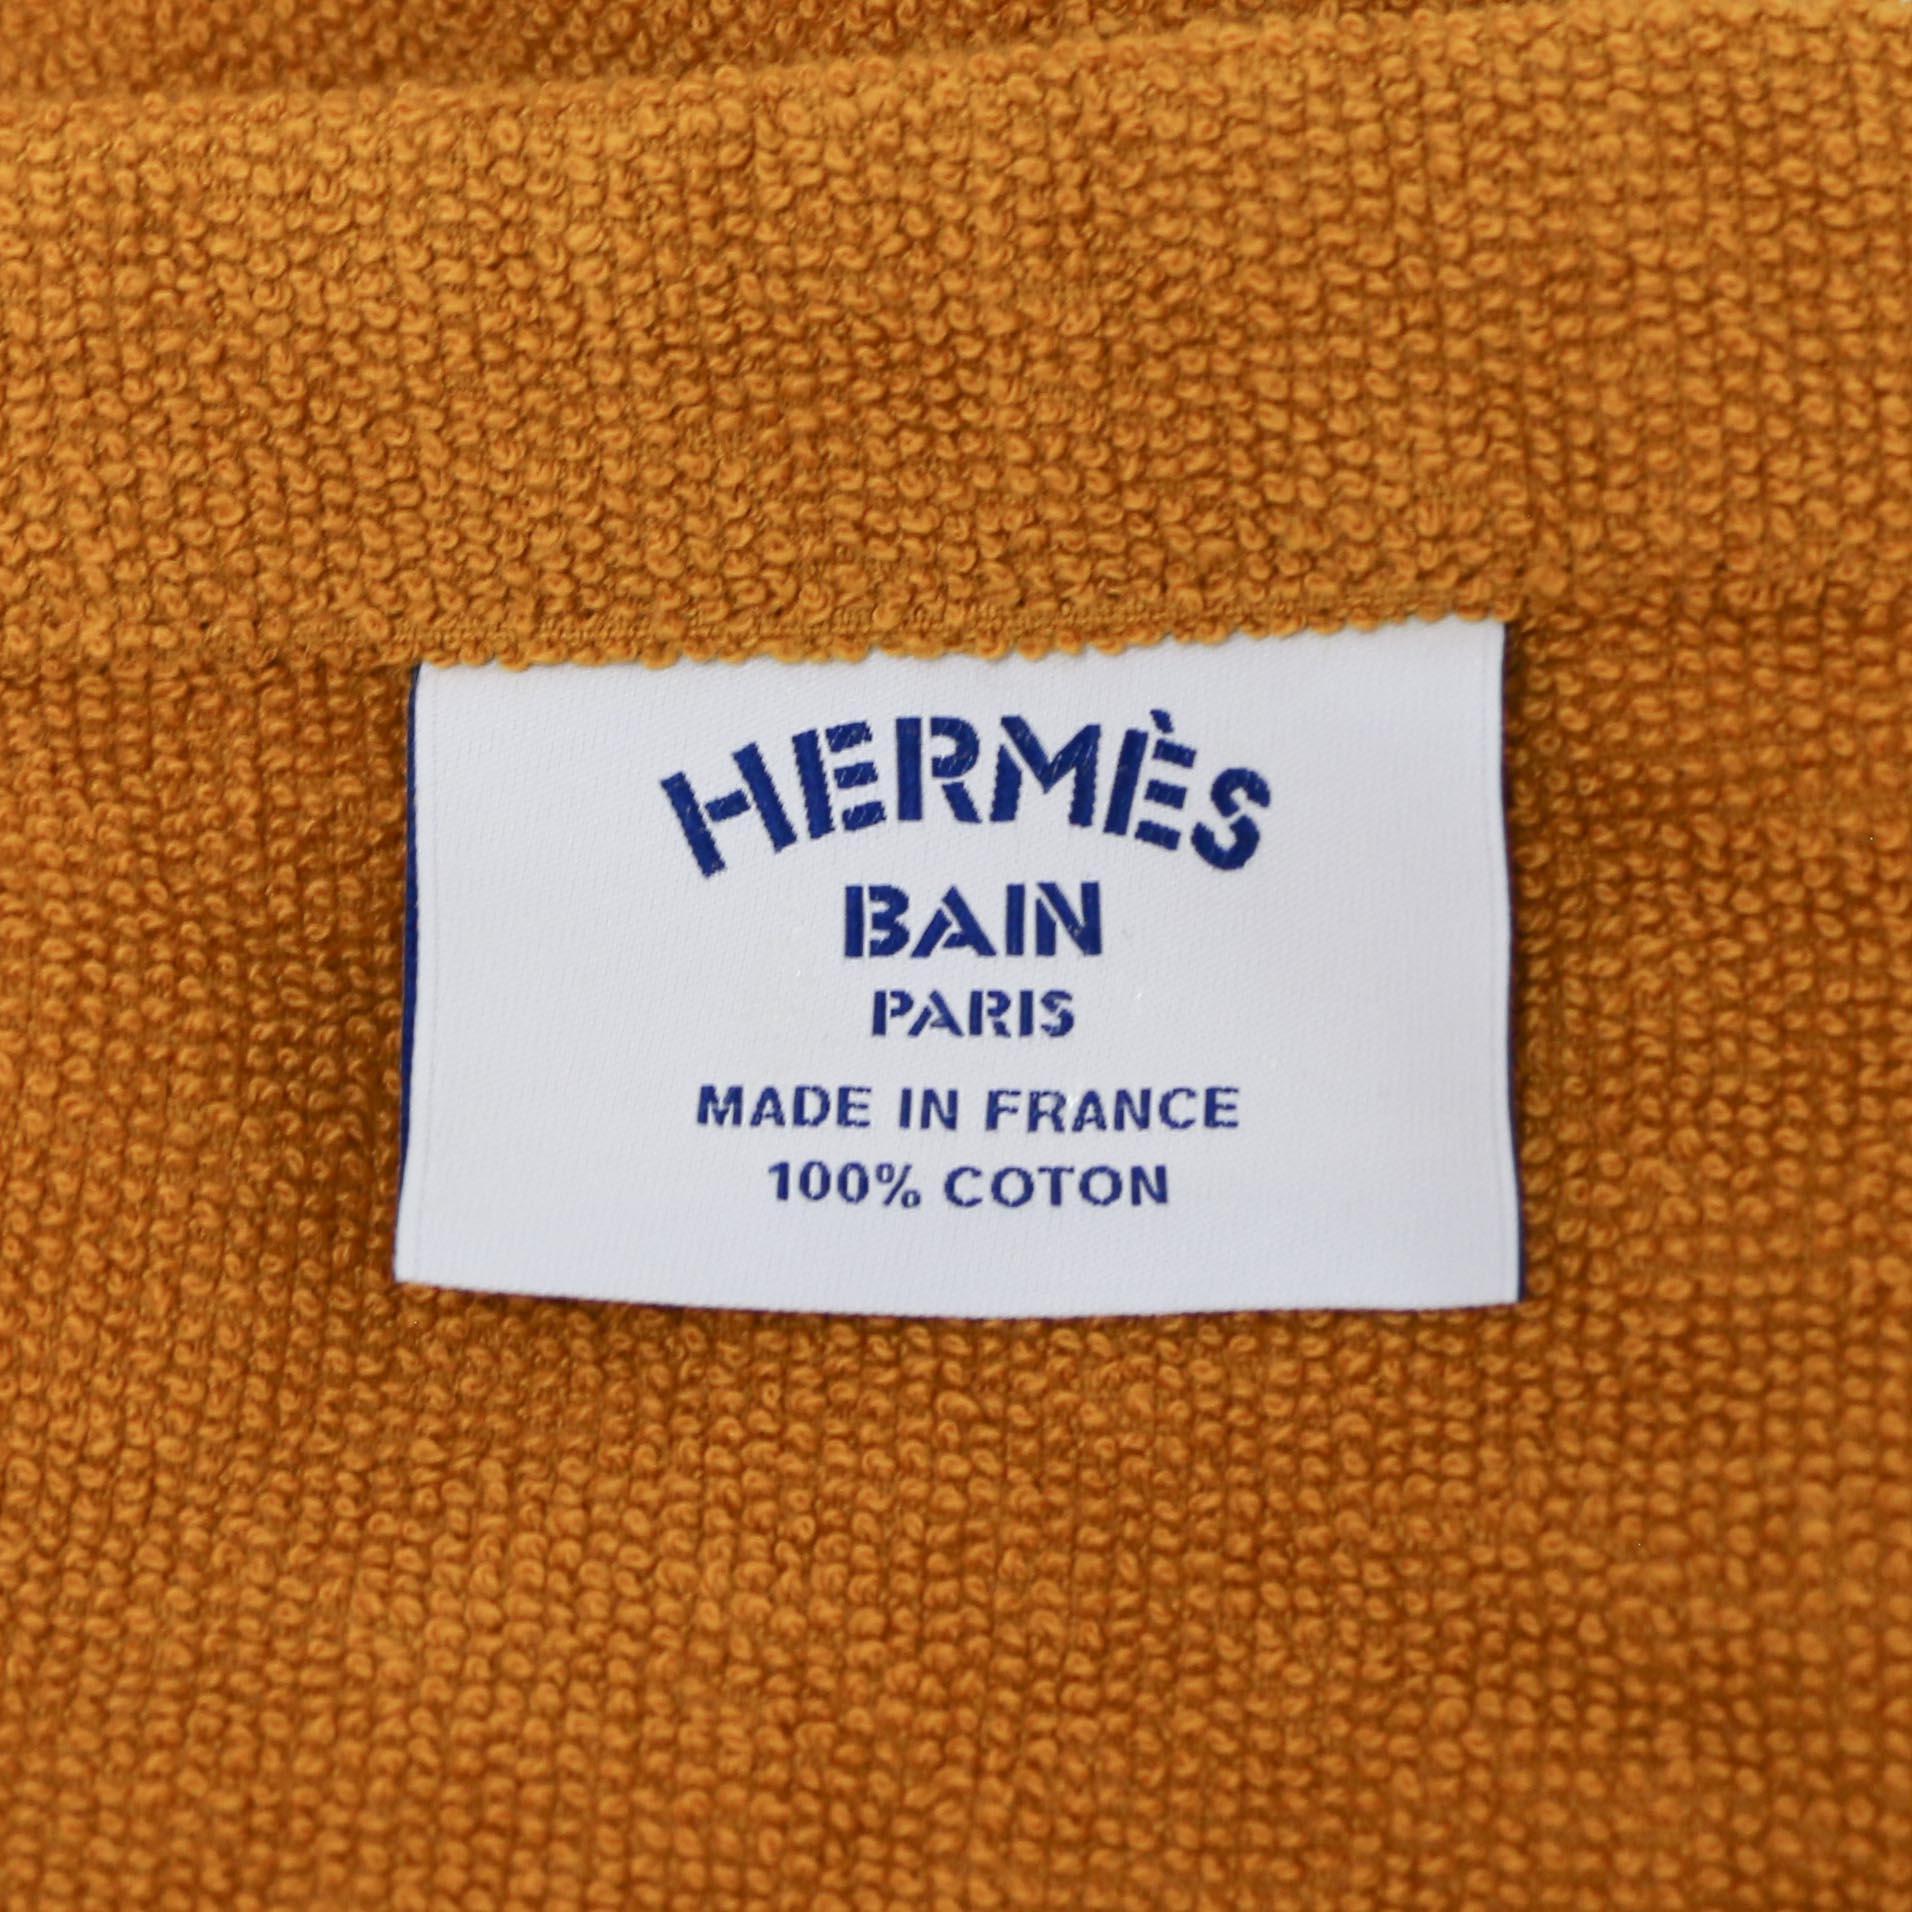 HERMÈS
BAIN
PARIS
MADE IN FRANCE
100% COTON